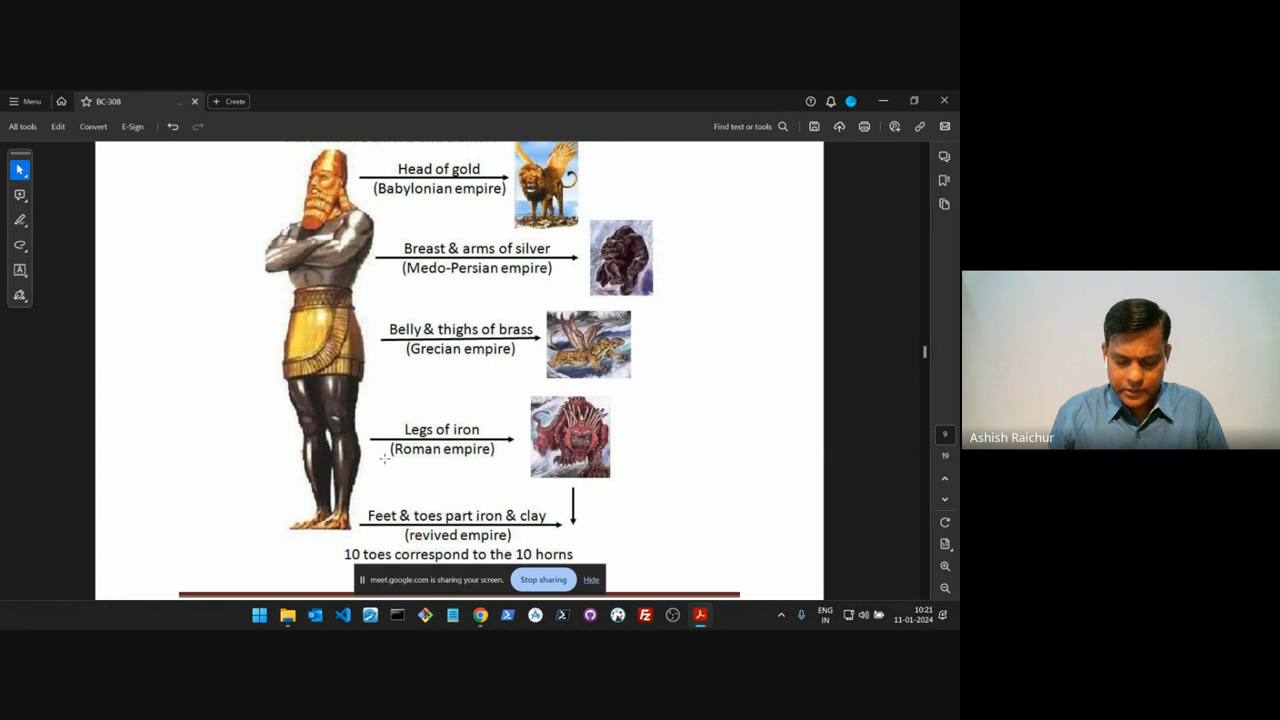 Menu
BC-308
Create
All tools
Edit
Convert
E-Sign
Find text or tools
Head of gold
(Babylonian empire)
Breast & arms of silver
(Medo-Persian empire)
Belly & thighs of brass
(Grecian empire)
Legs of iron
(Roman empire)
Feet & toes part iron & clay
(revived empire)
10 toes correspond to the 10 horns
9
19
meet.google.com is sharing your screen.
Stop sharing
Hide
Ashish Raichur
ENG
IN
10:21
11-01-2024